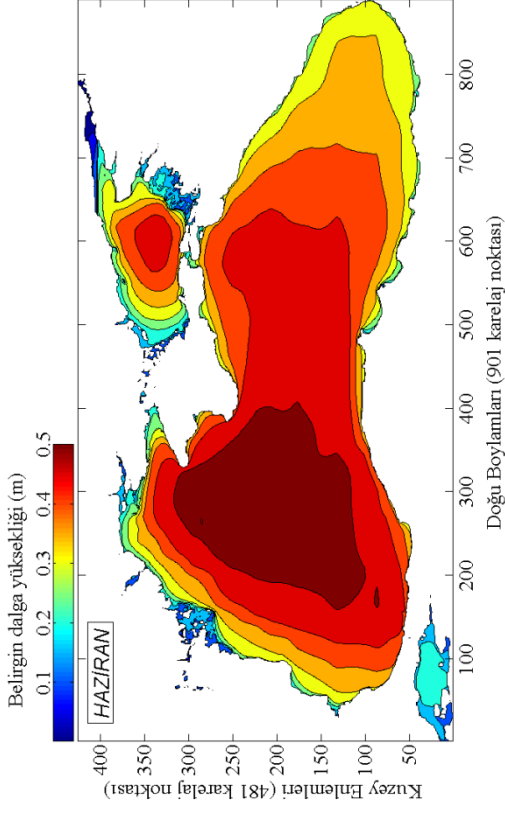 Belirgin dalga yüksekliği (m)
0.1 0.2 0.3 0.4 0.5
HAZİRAN
400
350
300
250
200
150
100
50
Kuzey Enlemleri (481 karelaj noktası)
100 200 300 400 500 600 700 800
Doğu Boylamları (901 karelaj noktası)